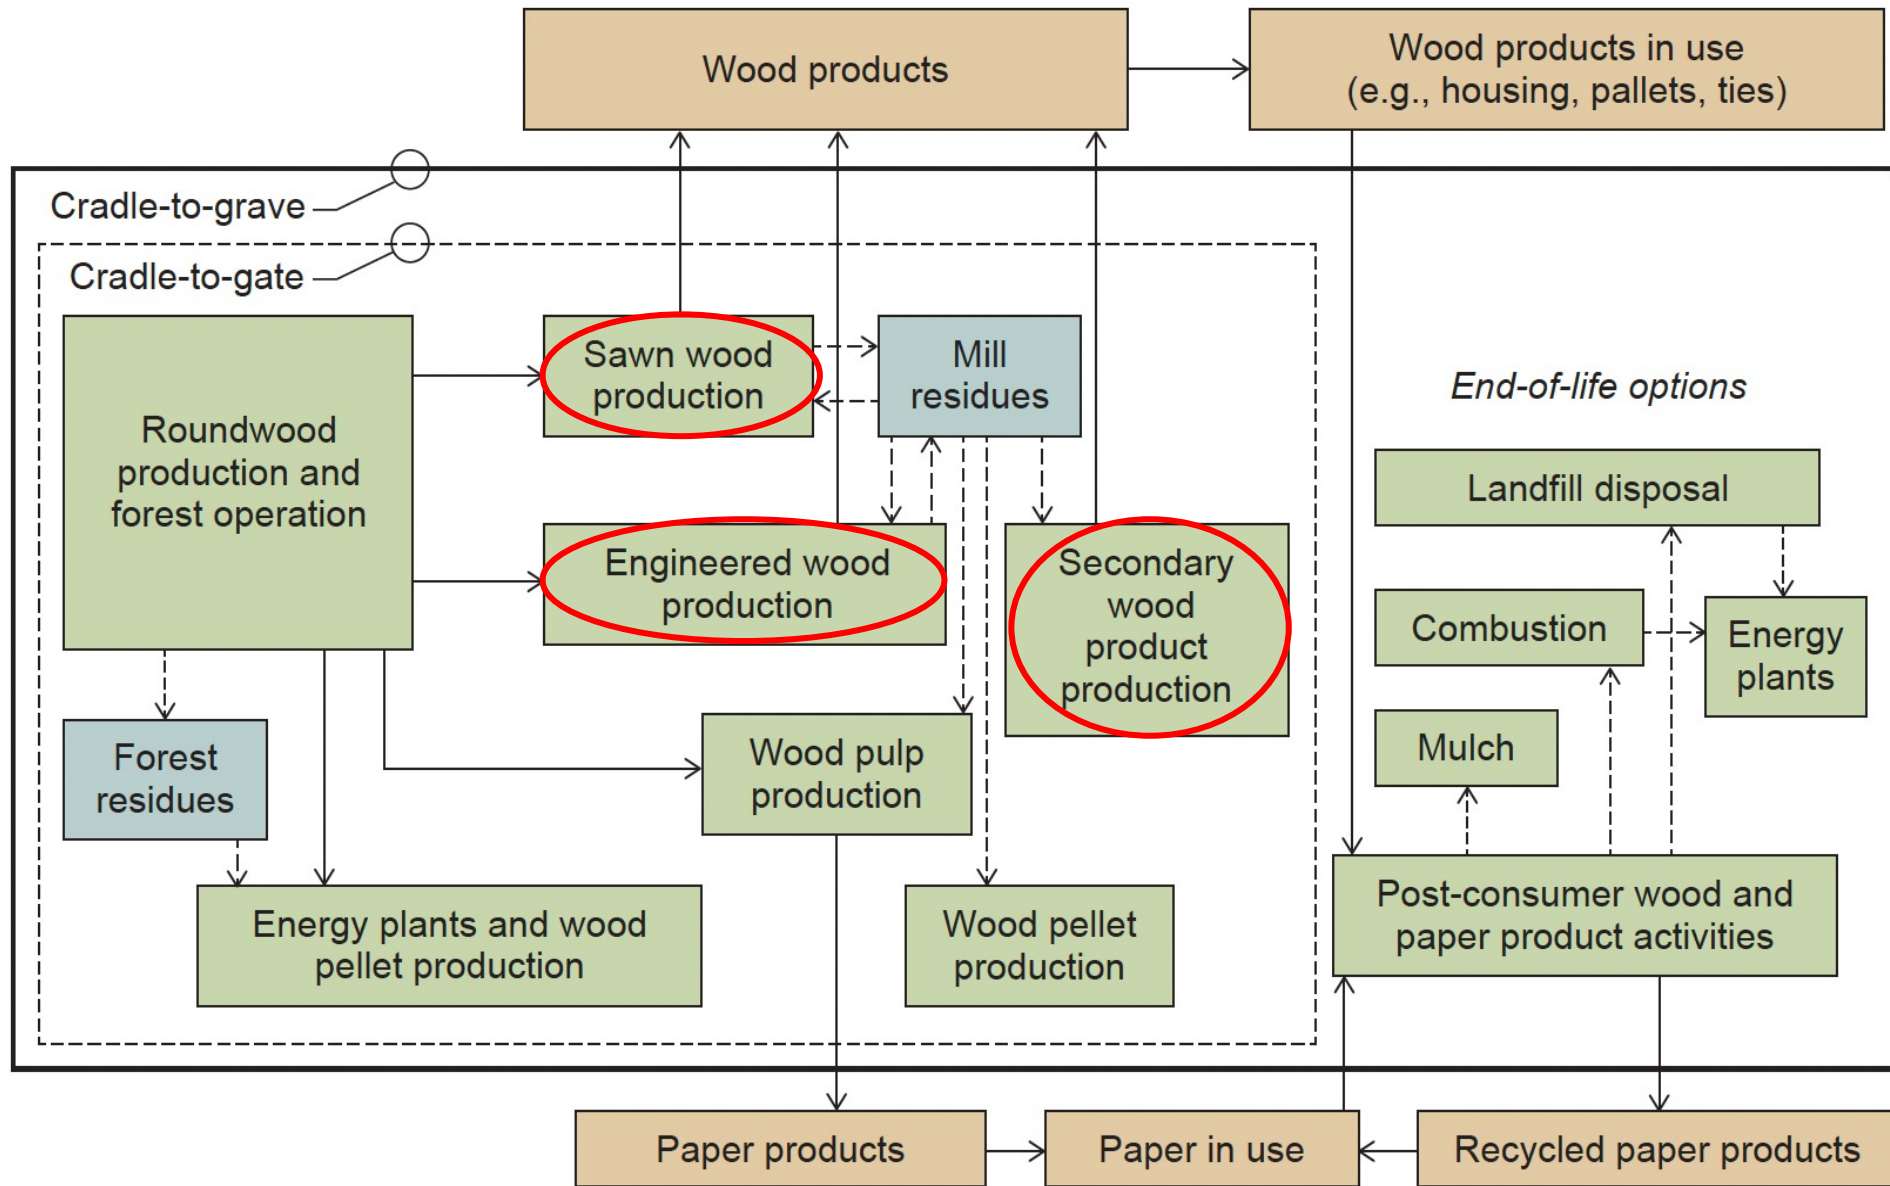 Wood products
Wood products in use
(e.g., housing, pallets, ties)
Cradle-to-grave
Cradle-to-gate
Roundwood
production and
forest operation
Sawn wood
production
Mill
residues
Engineered wood
production
Secondary
wood
product
production
Forest
residues
Wood pulp
production
Energy plants and wood
pellet production
Wood pellet
production
End-of-life options
Landfill disposal
Combustion
Energy
plants
Mulch
Post-consumer wood and
paper product activities
Paper products
Paper in use
Recycled paper products